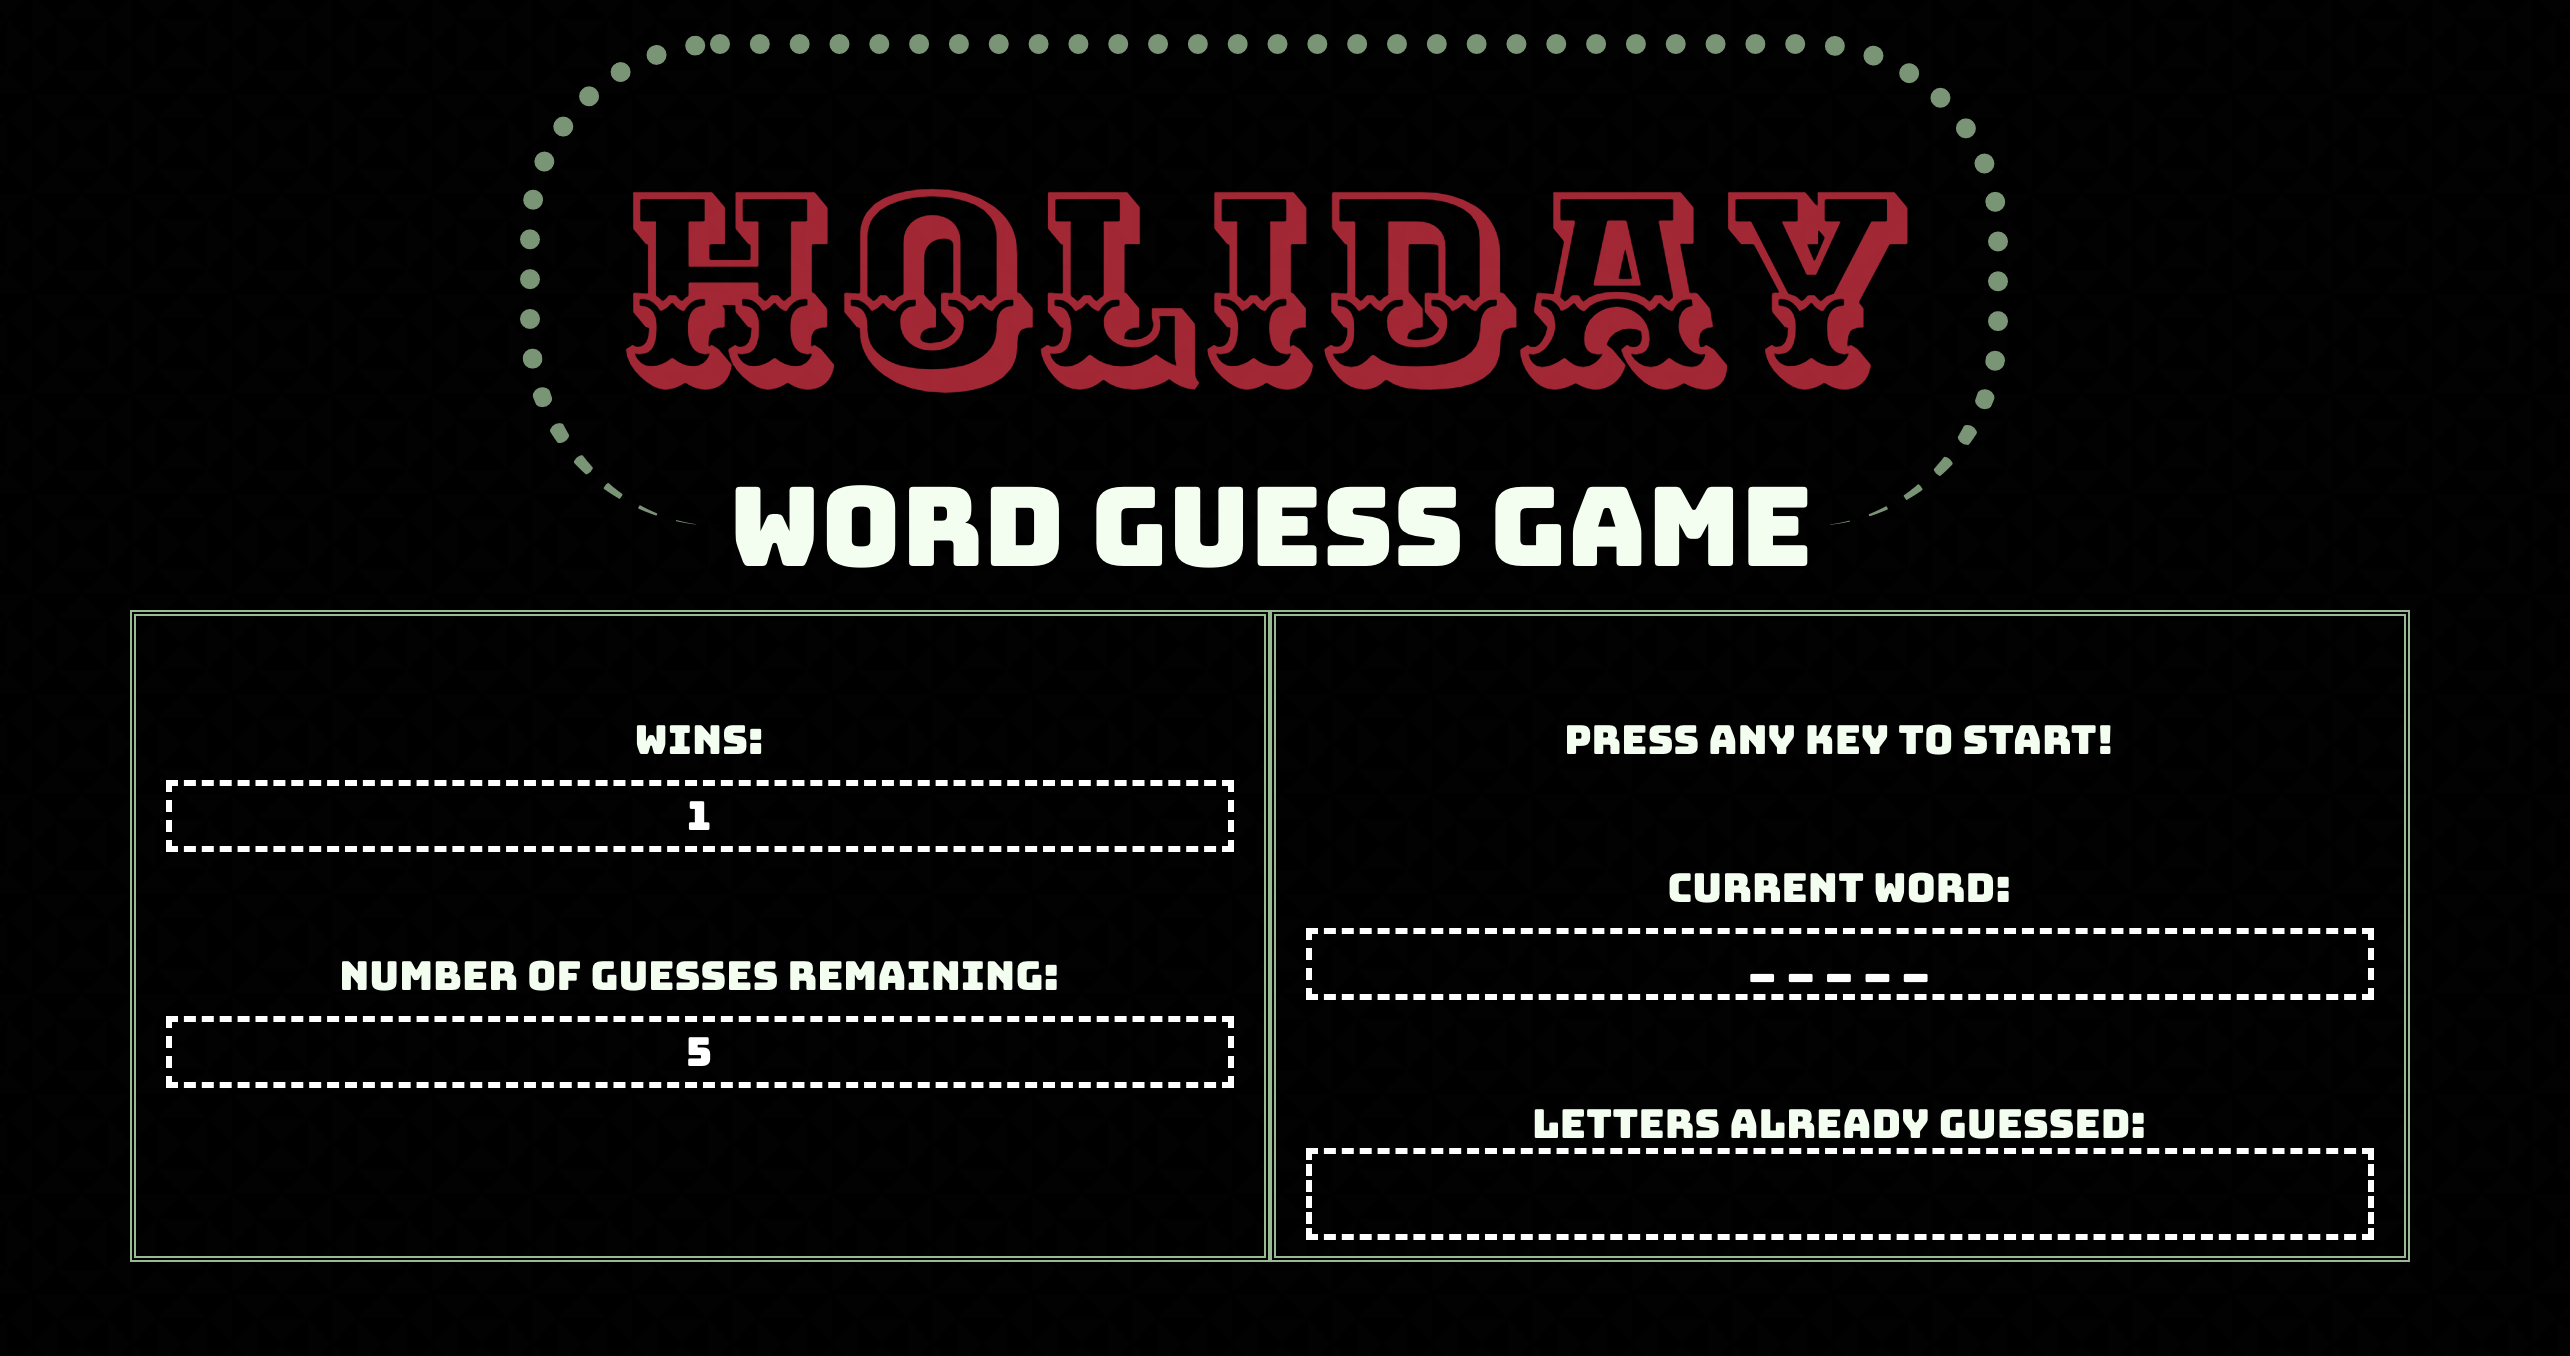 HOLIDAY
WORD GUESS GAME
WINS:
1
NUMBER OF GUESSES REMAINING:
5
PRESS ANY KEY TO START!
CURRENT WORD:
_ _ _ _ _
LETTERS ALREADY GUESSED: